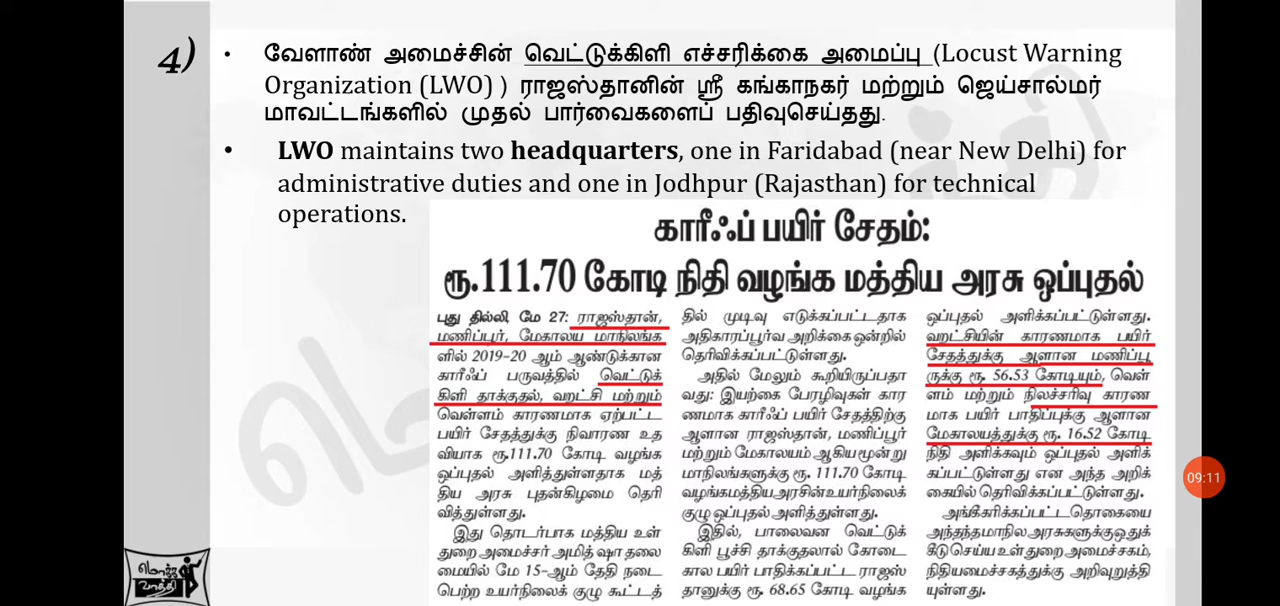 4)
• வேளாண் அமைச்சின் வெட்டுக்கிளி எச்சரிக்கை அமைப்பு (Locust Warning
Organization (LWO) ) ராஜஸ்தானின் ஸ்ரீ கங்காநகர் மற்றும் ஜெய்சால்மர்
மாவட்டங்களில் முதல் பார்வைகளைப் பதிவுசெய்தது.
• LWO maintains two headquarters, one in Faridabad (near New Delhi) for
administrative duties and one in Jodhpur (Rajasthan) for technical
operations.
காரீஃப் பயிர் சேதம்:
ரூ.111.70 கோடி நிதி வழங்க மத்திய அரசு ஒப்புதல்
புது தில்லி, மே 27: ராஜஸ்தான்,
மணிப்பூர், மேகாலய மாநிலங்க
ளில் 2019-20 ஆம் ஆண்டுக்கான
காரீஃப் பருவத்தில் வெட்டுக்
கிளி தாக்குதல், வறட்சி மற்றும்
வெள்ளம் காரணமாக ஏற்பட்ட
பயிர் சேதத்துக்கு நிவாரண உத
வியாக ரூ.111.70 கோடி வழங்க
ஒப்புதல் அளித்துள்ளதாக மத்
திய அரசு புதன்கிழமை தெரி
வித்துள்ளது.
இது தொடர்பாக மத்திய உள்
துறை அமைச்சர் அமித் ஷா தலை
மையில் மே 15-ஆம் தேதி நடை
பெற்ற உயர்நிலைக் குழு கூட்டத்
தில் முடிவு எடுக்கப்பட்டதாக
அதிகாரப்பூர்வ அறிக்கை ஒன்றில்
தெரிவிக்கப்பட்டுள்ளது.
அதில் மேலும் கூறியிருப்பதா
வது: இயற்கை பேரழிவுகள் கார
ணமாக காரீஃப் பயிர் சேதத்திற்கு
ஆளான ராஜஸ்தான், மணிப்பூர்
மற்றும் மேகாலயம் ஆகிய மூன்று
மாநிலங்களுக்கு ரூ. 111.70 கோடி
வழங்கமத்தியஅரசின்உயர்நிலைக்
குழு ஒப்புதல் அளித்துள்ளது.
இதில், பாலைவன வெட்டுக்
கிளி பூச்சி தாக்குதலால் கோடை
கால பயிர் பாதிக்கப்பட்ட ராஜஸ்
தானுக்கு ரூ. 68.65 கோடி வழங்க
ஒப்புதல் அளிக்கப்பட்டுள்ளது.
வறட்சியின் காரணமாக பயிர்
சேதத்துக்கு ஆளான மணிப்பூ
ருக்கு ரூ. 56.53 கோடியும், வெள்
ளம் மற்றும் நிலச்சரிவு காரண
மாக பயிர் பாதிப்புக்கு ஆளான
மேகாலயத்துக்கு ரூ. 16.52 கோடி
நிதி அளிக்கவும் ஒப்புதல் அளிக்
கப்பட்டுள்ளது என அந்த அறிக்
கையில் தெரிவிக்கப்பட்டுள்ளது.
அங்கீகரிக்கப்பட்டதொகையை
அந்தந்தமாநில அரசுகளுக்குஒதுக்
கீடுசெய்ய உள்துறை அமைச்சகம்,
நிதியமைச்சகத்துக்கு அறிவுறுத்தி
யுள்ளது.
09:11
மொக்க
வாத்தி